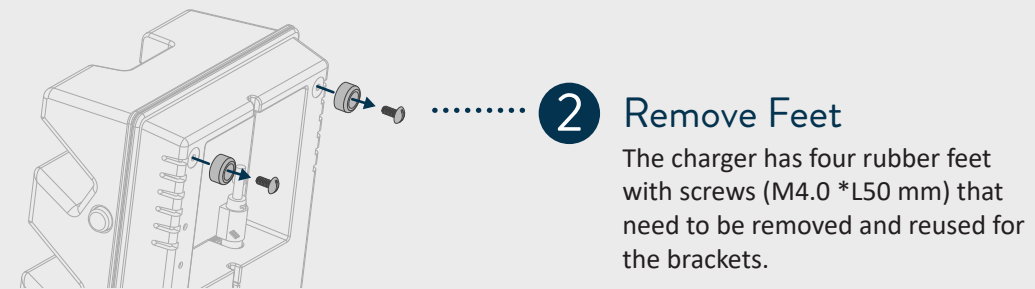 2 Remove Feet
The charger has four rubber feet
with screws (M4.0 *L50 mm) that
need to be removed and reused for
the brackets.